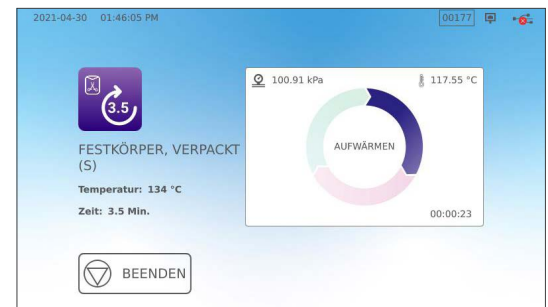 2021-04-30 01:46:05 PM
00177
3.5
100.91 kPa
117.55 °C
AUFWÄRMEN
00:00:23
FESTKÖRPER, VERPACKT
(S)
Temperatur: 134 °C
Zeit: 3.5 Min.
BEENDEN